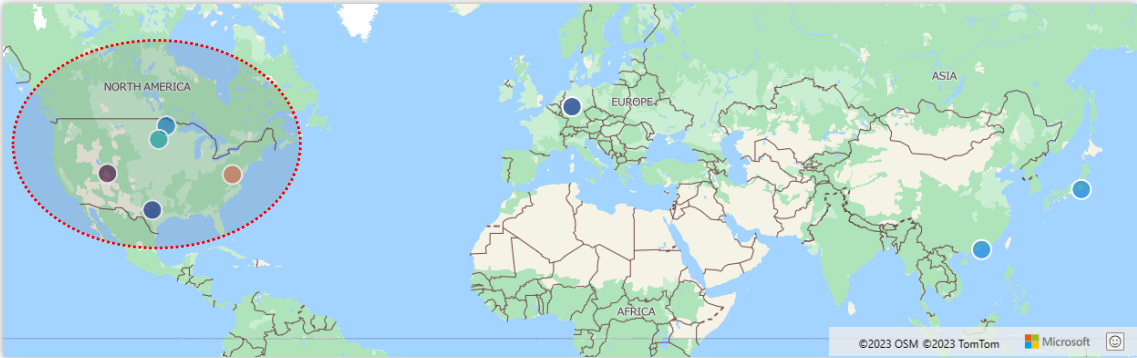 ASIA
NORTH AMERICA
EUROPE
AFRICA
©2023 OSM ©2023 TomTom Microsoft